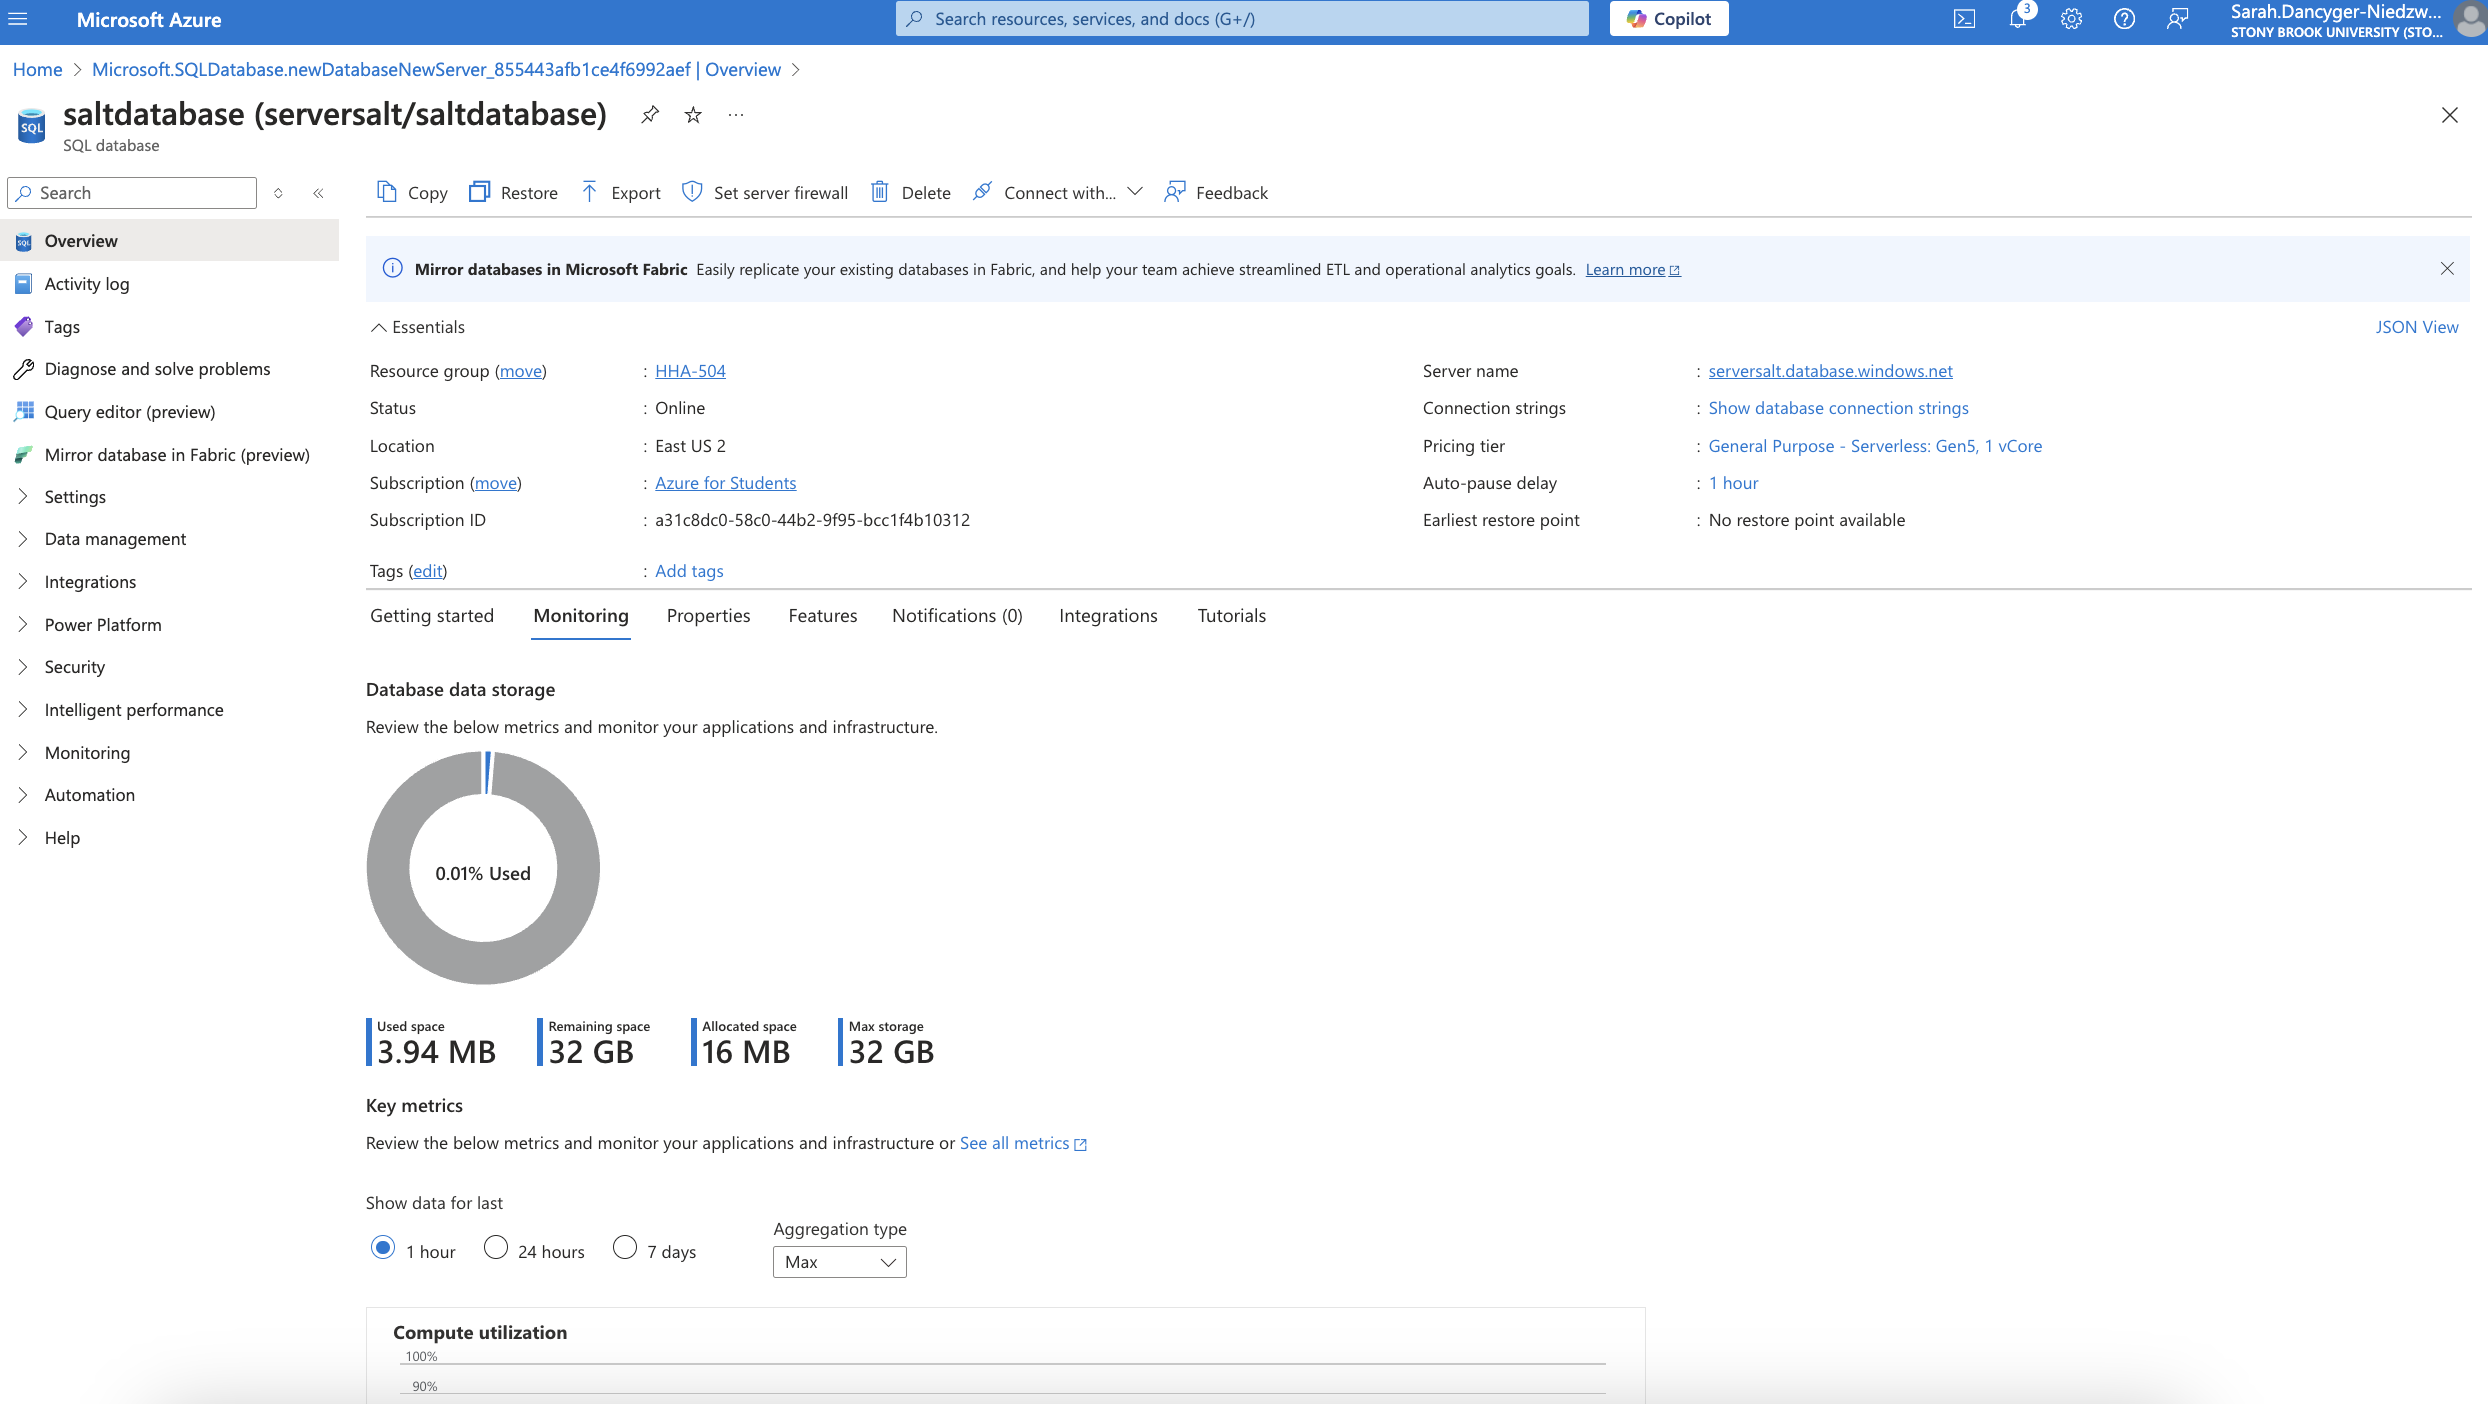 Microsoft Azure
Search resources, services, and docs (G+/)
Copilot
3
Sarah.Dancyger-Niedzw...
STONY BROOK UNIVERSITY (STO...
Home > Microsoft.SQLDatabase.newDatabaseNewServer_855443afb1ce4f6992aef | Overview >
SQL
saltdatabase (serversalt/saltdatabase)
...
SQL database
Search
Copy
Restore
Export
Set server firewall
Delete
Connect with...
Feedback
Overview
Activity log
Tags
Diagnose and solve problems
Query editor (preview)
Mirror database in Fabric (preview)
Settings
Data management
Integrations
Power Platform
Security
Intelligent performance
Monitoring
Automation
Help
Mirror databases in Microsoft Fabric Easily replicate your existing databases in Fabric, and help your team achieve streamlined ETL and operational analytics goals. Learn more
Essentials
JSON View
Resource group (move) : HHA-504
Status : Online
Location : East US 2
Subscription (move) : Azure for Students
Subscription ID : a31c8dc0-58c0-44b2-9f95-bcc1f4b10312
Tags (edit) : Add tags
Server name : serversalt.database.windows.net
Connection strings : Show database connection strings
Pricing tier : General Purpose - Serverless: Gen5, 1 vCore
Auto-pause delay : 1 hour
Earliest restore point : No restore point available
Getting started Monitoring Properties Features Notifications (0) Integrations Tutorials
Database data storage
Review the below metrics and monitor your applications and infrastructure.
0.01% Used
Used space
3.94 MB
Remaining space
32 GB
Allocated space
16 MB
Max storage
32 GB
Key metrics
Review the below metrics and monitor your applications and infrastructure or See all metrics
Show data for last
1 hour 24 hours 7 days
Aggregation type
Max
Compute utilization
100%
90%